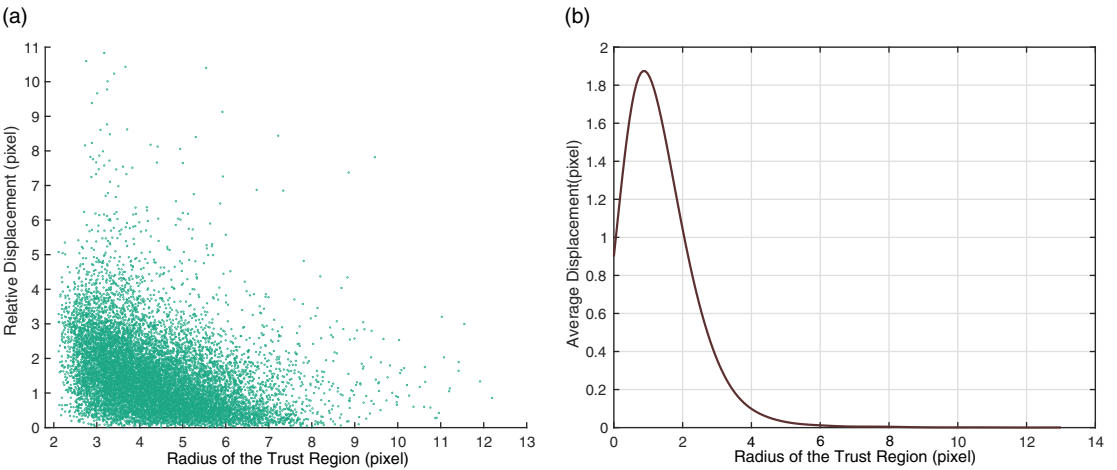 (a)
11
10
9
8
7
6
5
4
3
2
1
0
Relative Displacement (pixel)
2 3 4 5 6 7 8 9 10 11 12 13
Radius of the Trust Region (pixel)
(b)
2
1.8
1.6
1.4
1.2
1
0.8
0.6
0.4
0.2
0
Average Displacement(pixel)
0 2 4 6 8 10 12 14
Radius of the Trust Region (pixel)